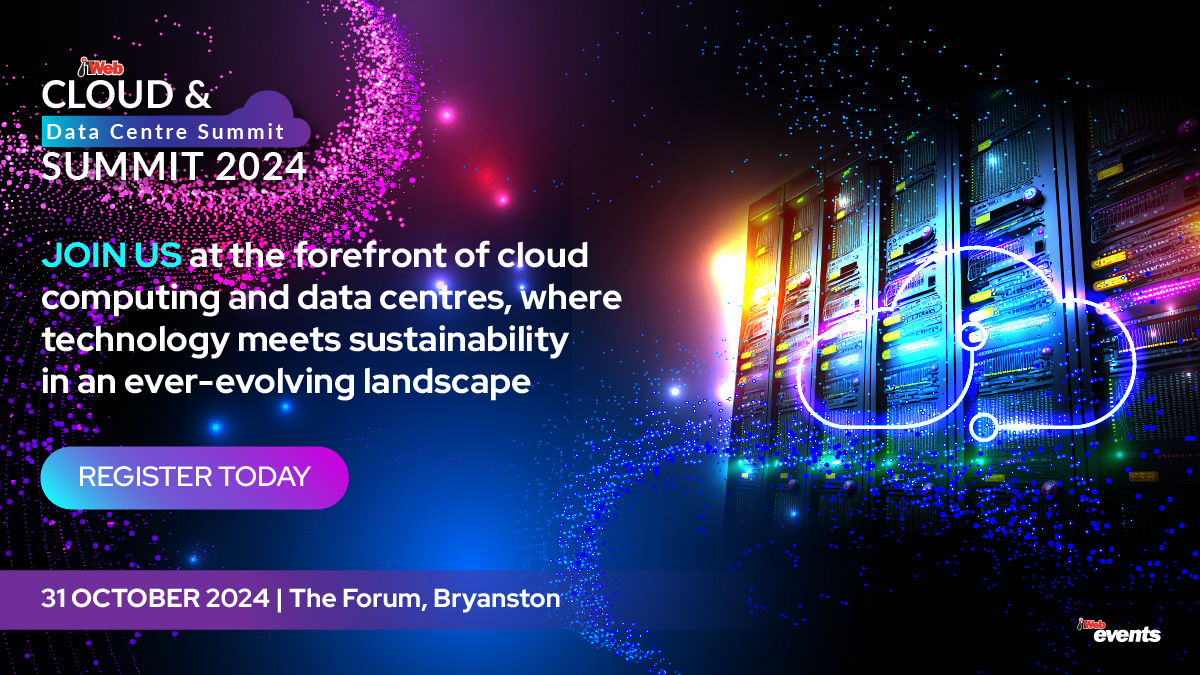 iWeb
CLOUD &
Data Centre Summit
SUMMIT 2024
JOIN US at the forefront of cloud
computing and data centres, where
technology meets sustainability
in an ever-evolving landscape
REGISTER TODAY
31 OCTOBER 2024 | The Forum, Bryanston
iWeb
events